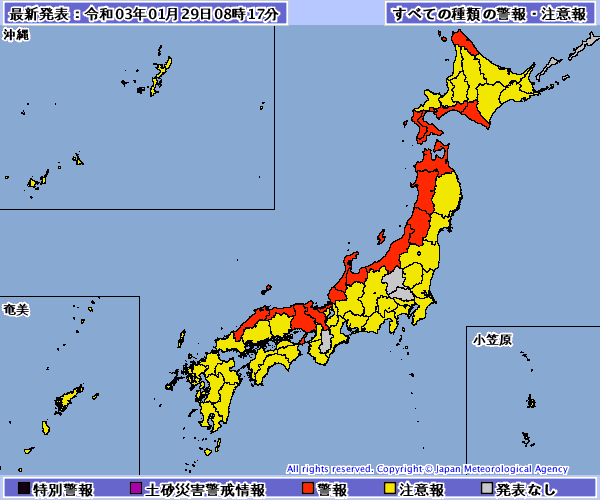 最新発表：令和03年01月29日08時17分
すべての種類の警報・注意報
沖縄
奄美
小笠原
All rights reserved. Copyright © Japan Meteorological Agency
特別警報 土砂災害警戒情報 警報 注意報 発表なし